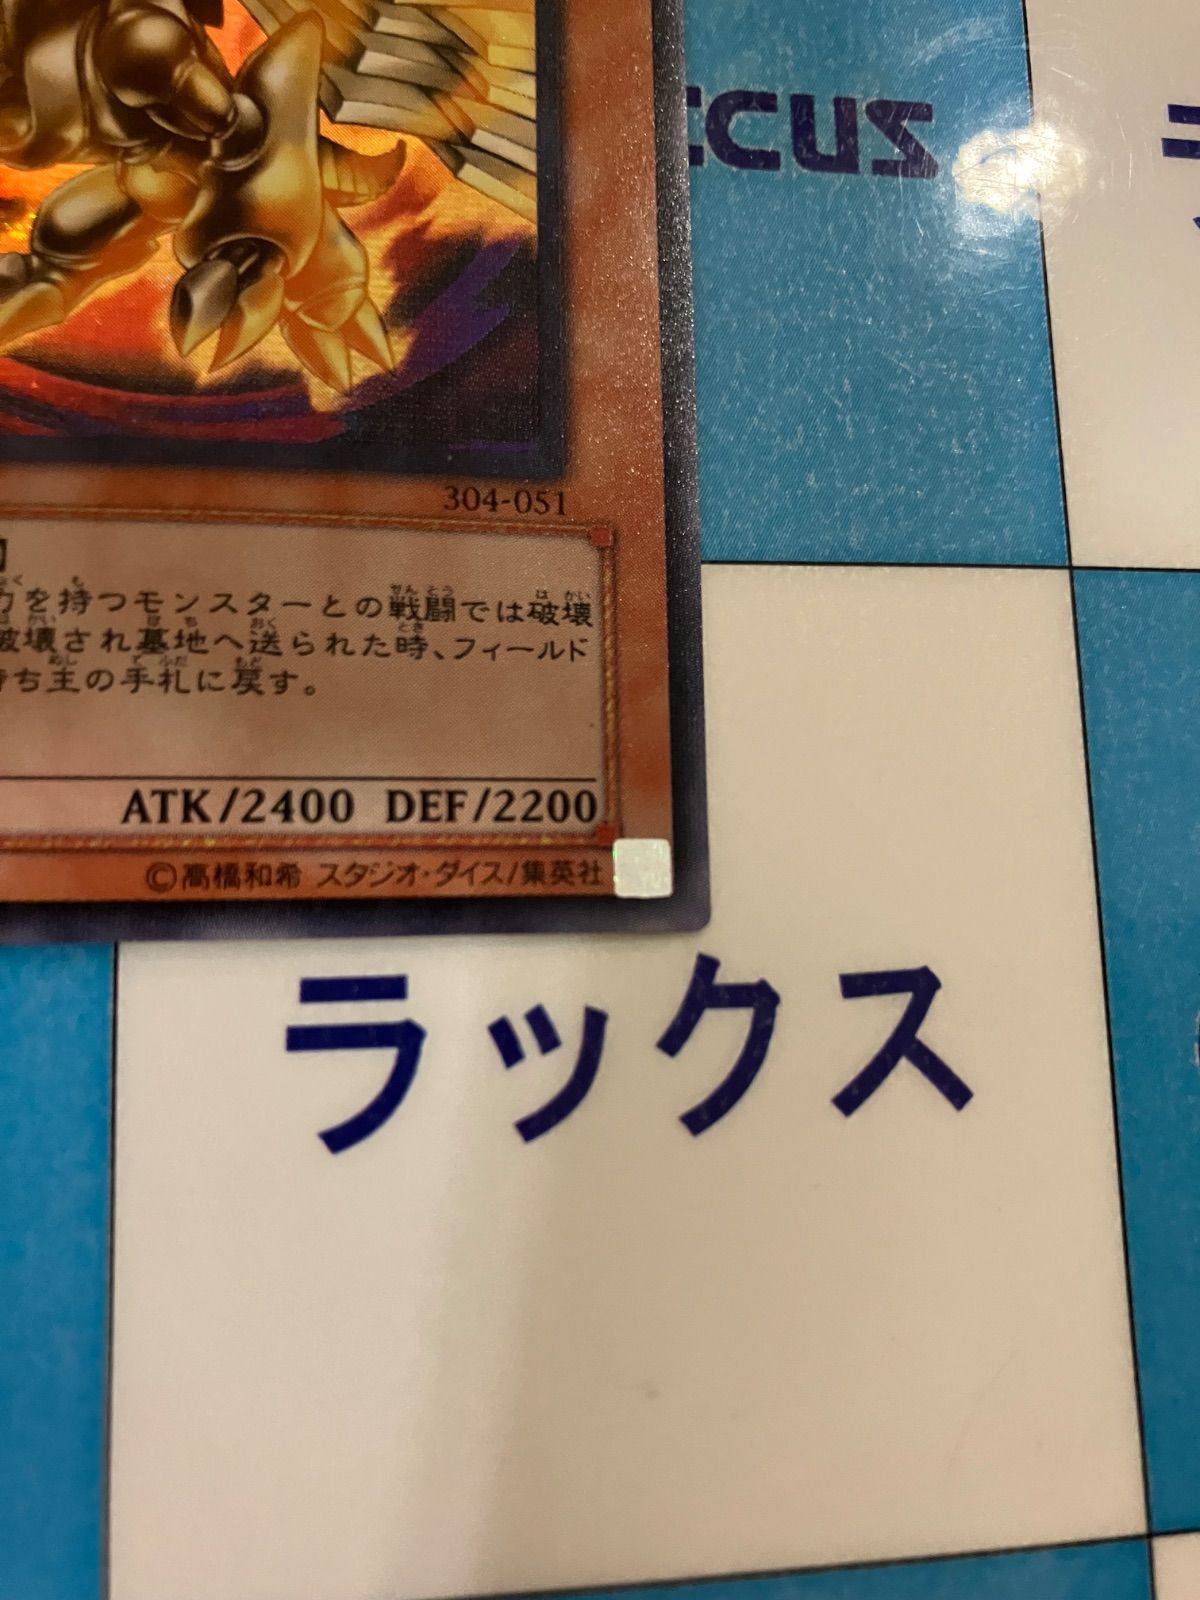 CUS
304-051
を持つモンスターとの戦闘では破壊
破壊され墓地へ送られた時、フィールド
持ち主の手札に戻す。
ATK/2400 DEF/2200
©高橋和希 スタジオ・ダイス/集英社
ラックス